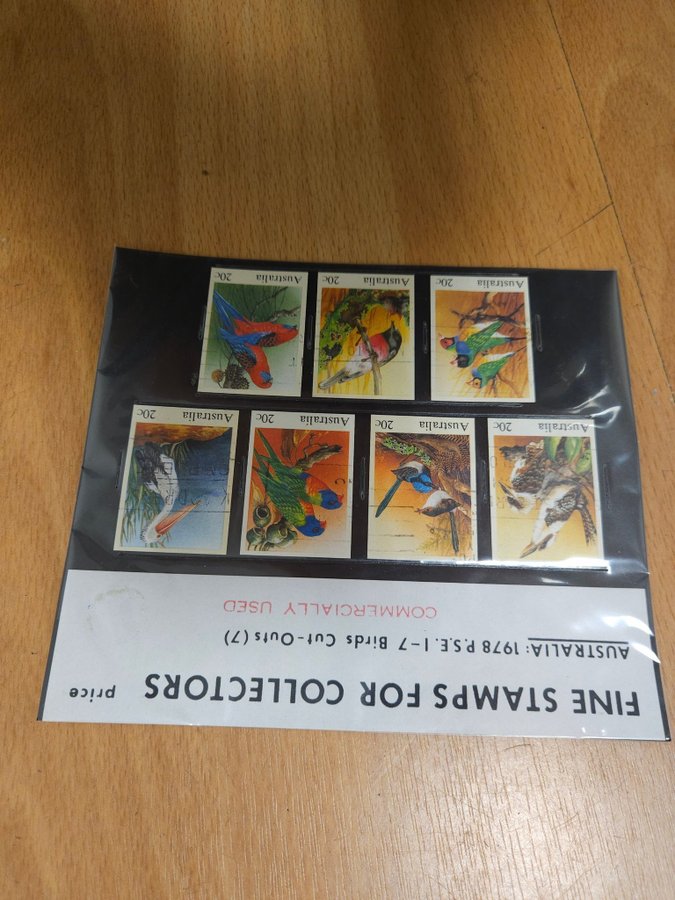 FINE STAMPS FOR COLLECTORS price
AUSTRALIA: 1978 P.S.E. 1-7 Birds Cut-Outs (7)
COMMERCIALLY USED
Australia 20c
Australia 20c
Australia 20c
Australia 20c
Australia 20c
Australia 20c
Australia 20c